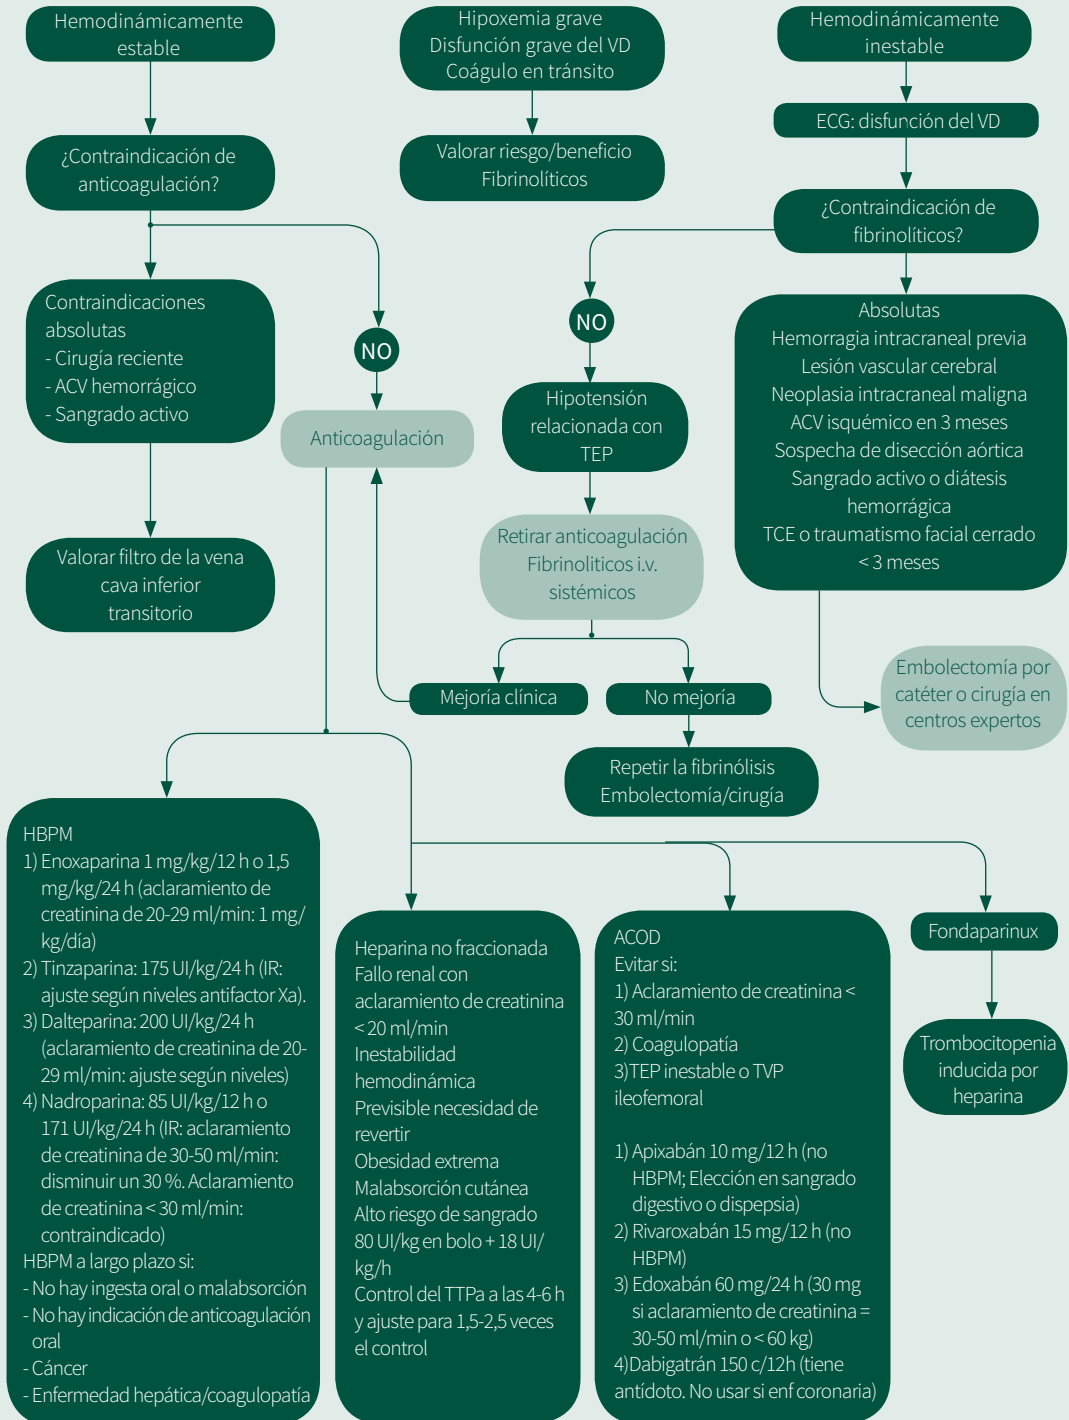 Hemodinámicamente
estable
Hipoxemia grave
Disfunción grave del VD
Coágulo en tránsito
Hemodinámicamente
inestable
ECG: disfunción del VD
¿Contraindicación de
anticoagulación?
Valorar riesgo/beneficio
Fibrinolíticos
¿Contraindicación de
fibrinolíticos?
Contraindicaciones
absolutas
- Cirugía reciente
- ACV hemorrágico
- Sangrado activo
NO
NO
Absolutas
Hemorragia intracraneal previa
Lesión vascular cerebral
Neoplasia intracraneal maligna
ACV isquémico en 3 meses
Sospecha de disección aórtica
Sangrado activo o diátesis
hemorrágica
TCE o traumatismo facial cerrado
< 3 meses
Anticoagulación
Hipotensión
relacionada con
TEP
Valorar filtro de la vena
cava inferior
transitorio
Retirar anticoagulación
Fibrinoliticos i.v.
sistémicos
Embolectomía por
catéter o cirugía en
centros expertos
Mejoría clínica
No mejoría
Repetir la fibrinólisis
Embolectomía/cirugía
HBPM
1) Enoxaparina 1 mg/kg/12 h o 1,5
mg/kg/24 h (aclaramiento de
creatinina de 20-29 ml/min: 1 mg/
kg/día)
2) Tinzaparina: 175 UI/kg/24 h (IR:
ajuste según niveles antifactor Xa).
3) Dalteparina: 200 UI/kg/24 h
(aclaramiento de creatinina de 20-
29 ml/min: ajuste según niveles)
4) Nadroparina: 85 UI/kg/12 h o
171 UI/kg/24 h (IR: aclaramiento
de creatinina de 30-50 ml/min:
disminuir un 30 %. Aclaramiento
de creatinina < 30 ml/min:
contraindicado)
HBPM a largo plazo si:
- No hay ingesta oral o malabsorción
- No hay indicación de anticoagulación
oral
- Cáncer
- Enfermedad hepática/coagulopatía
Heparina no fraccionada
Fallo renal con
aclaramiento de creatinina
< 20 ml/min
Inestabilidad
hemodinámica
Previsible necesidad de
revertir
Obesidad extrema
Malabsorción cutánea
Alto riesgo de sangrado
80 UI/kg en bolo + 18 UI/
kg/h
Control del TTPa a las 4-6 h
y ajuste para 1,5-2,5 veces
el control
ACOD
Evitar si:
1) Aclaramiento de creatinina <
30 ml/min
2) Coagulopatía
3)TEP inestable o TVP
ileofemoral
1) Apixabán 10 mg/12 h (no
HBPM; Elección en sangrado
digestivo o dispepsia)
2) Rivaroxabán 15 mg/12 h (no
HBPM)
3) Edoxabán 60 mg/24 h (30 mg
si aclaramiento de creatinina =
30-50 ml/min o < 60 kg)
4)Dabigatrán 150 c/12h (tiene
antídoto. No usar si enf coronaria)
Fondaparinux
Trombocitopenia
inducida por
heparina